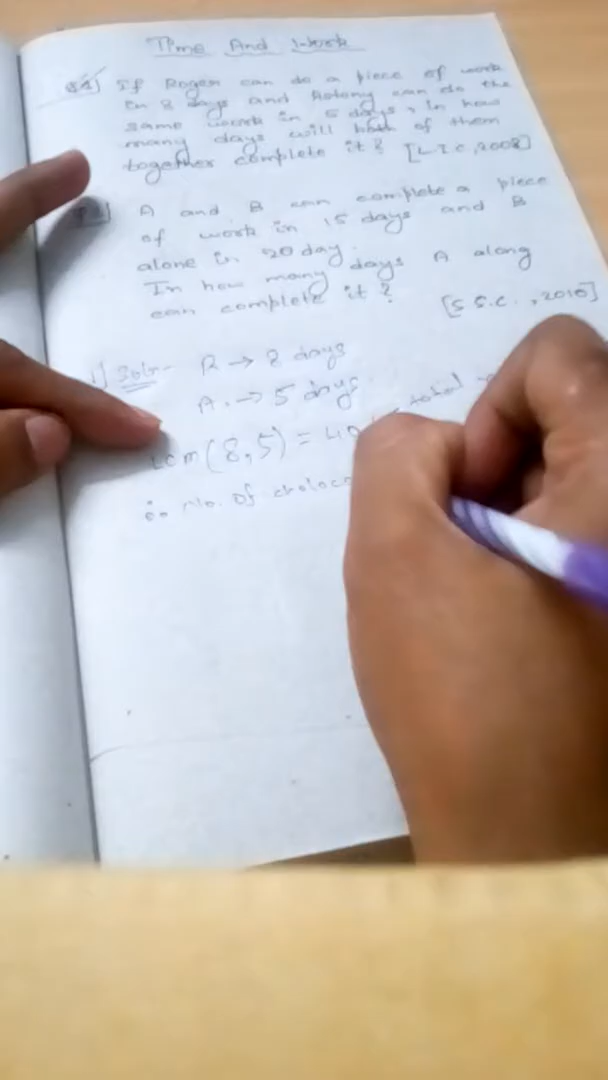 Time And Work
Q1] If Roger can do a piece of work
in 8 days and Antony can do the
same work in 5 days, In how
many days will both of them
together complete it? [L.I.C, 2008]
A and B can complete a piece
of work in 15 days and B
alone in 20 day.
In how many days A along
can complete it? [S.S.C., 2010]
1] Soln:- R → 8 days
A. → 5 days
LCM (8,5) = 40 total
∴ No. of